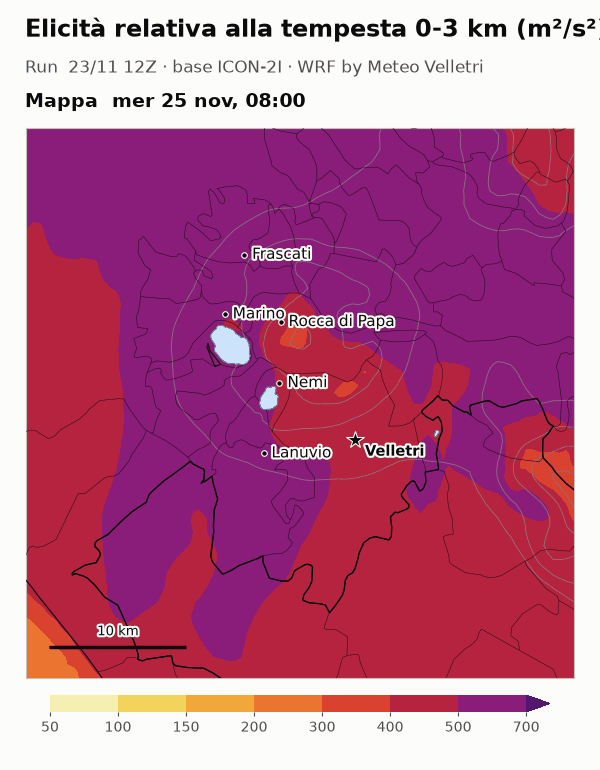 Elicità relativa alla tempesta 0-3 km (m²/s²)
Run 23/11 12Z · base ICON-2I · WRF by Meteo Velletri
Mappa mer 25 nov, 08:00
Frascati
Marino
Rocca di Papa
Nemi
Velletri
Lanuvio
10 km
50 100 150 200 300 400 500 700